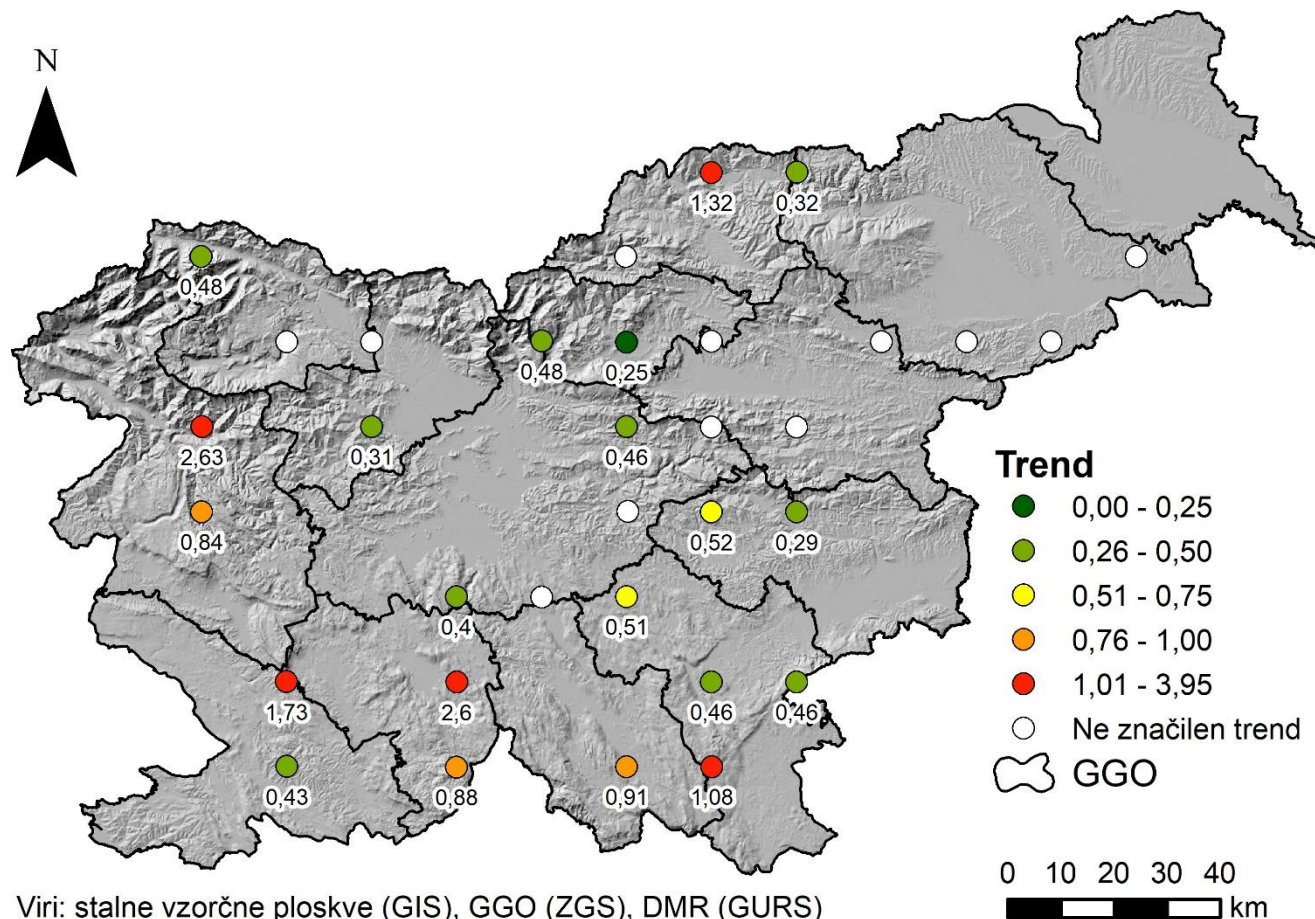 N
1,32
0,32
0,48
0,48
0,25
2,63
0,31
0,46
0,84
0,52
0,29
0,4
0,51
1,73
2,6
0,46
0,46
0,43
0,88
0,91
1,08
Trend
0,00 - 0,25
0,26 - 0,50
0,51 - 0,75
0,76 - 1,00
1,01 - 3,95
Ne značilen trend
GGO
0 10 20 30 40
km
Viri: stalne vzorčne ploskve (GIS), GGO (ZGS), DMR (GURS)